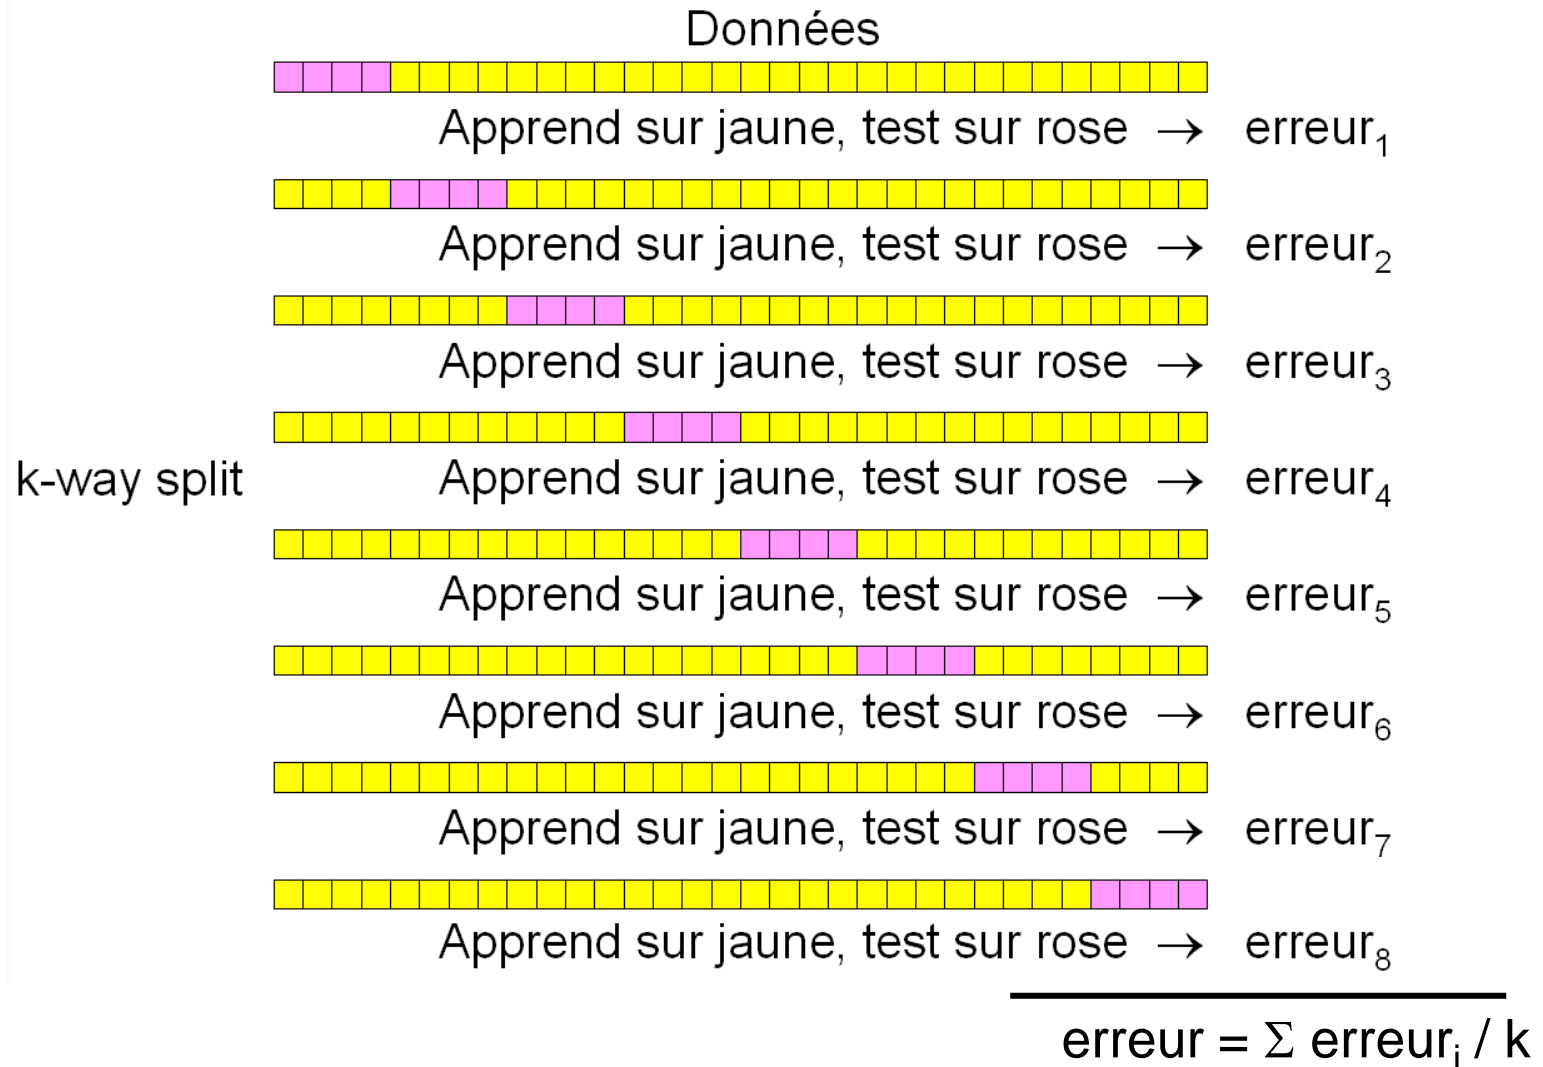 Données
Apprend sur jaune, test sur rose → erreur₁
Apprend sur jaune, test sur rose → erreur₂
Apprend sur jaune, test sur rose → erreur₃
k-way split
Apprend sur jaune, test sur rose → erreur₄
Apprend sur jaune, test sur rose → erreur₅
Apprend sur jaune, test sur rose → erreur₆
Apprend sur jaune, test sur rose → erreur₇
Apprend sur jaune, test sur rose → erreur₈
erreur = Σ erreurᵢ / k